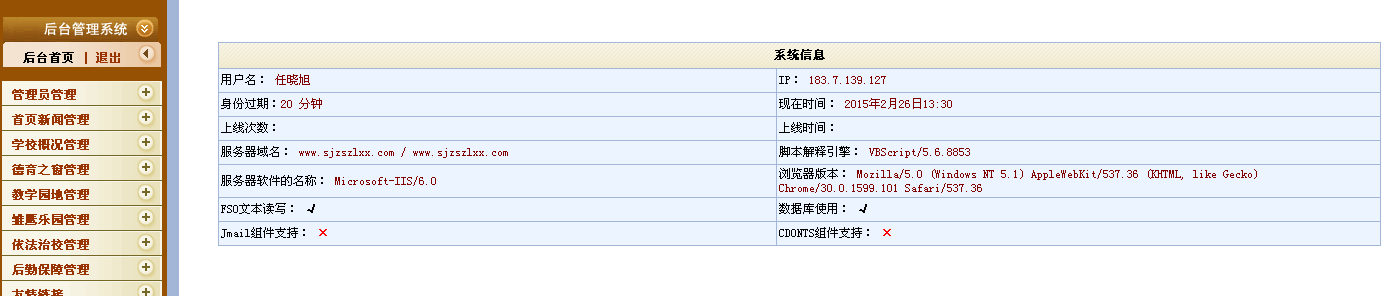 后台管理系统
后台首页 | 退出
管理员管理
首页新闻管理
学校概况管理
德育之窗管理
教学园地管理
雏鹰乐园管理
依法治校管理
后勤保障管理
友情链接
系统信息
用户名： 任晓旭
IP： 183.7.139.127
身份过期：20 分钟
现在时间： 2015年2月26日13:30
上线次数：
上线时间：
服务器域名： www.sjzszlxx.com / www.sjzszlxx.com
脚本解释引擎： VBScript/5.6.8853
服务器软件的名称： Microsoft-IIS/6.0
浏览器版本： Mozilla/5.0 (Windows NT 5.1) AppleWebKit/537.36 (KHTML, like Gecko)
Chrome/30.0.1599.101 Safari/537.36
FSO文本读写： √
数据库使用： √
Jmail组件支持： ×
CDONTS组件支持： ×